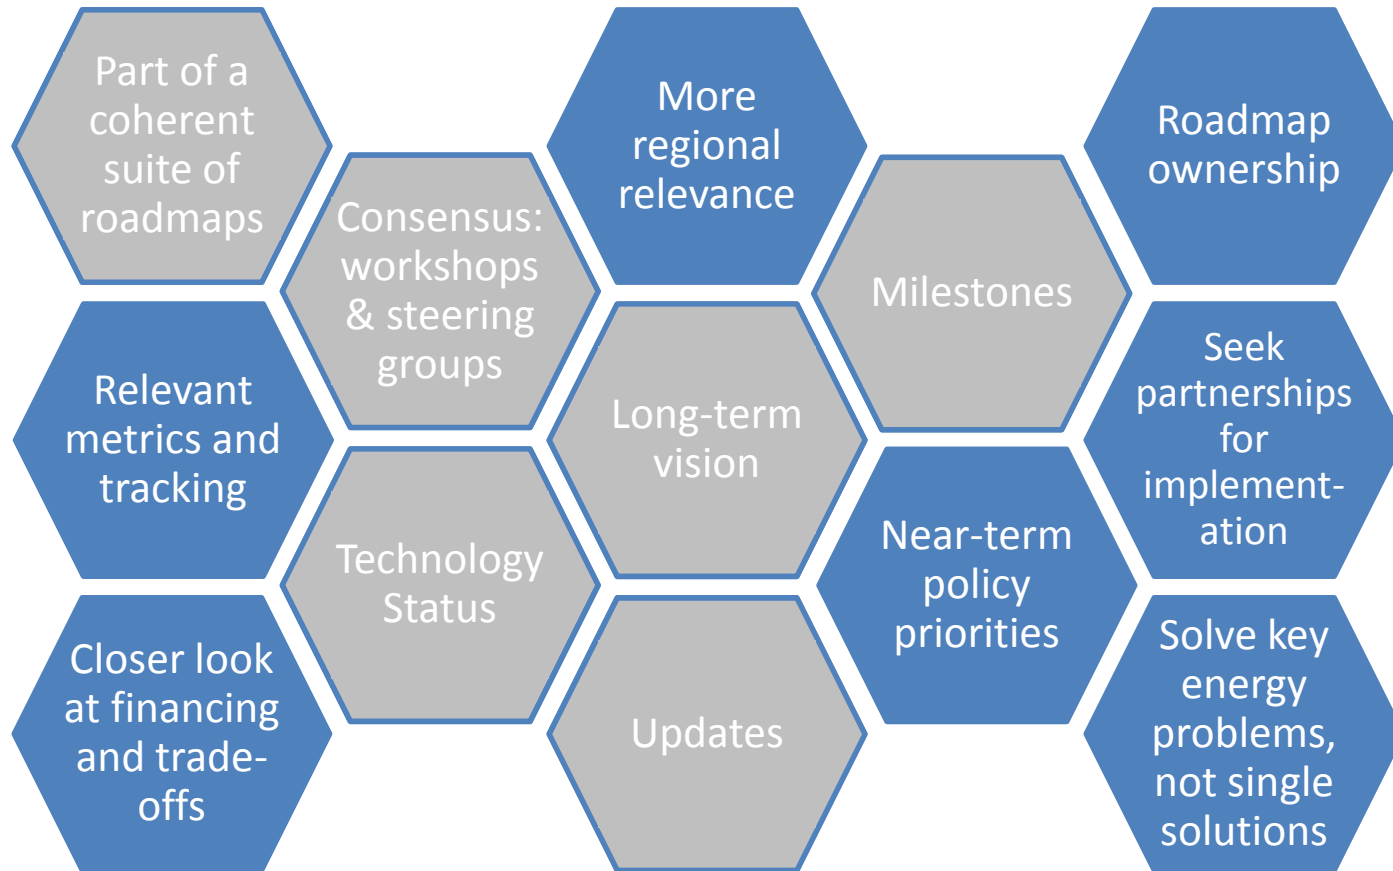 Part of a
coherent
suite of
roadmaps
Consensus:
workshops
& steering
groups
More
regional
relevance
Milestones
Roadmap
ownership
Relevant
metrics and
tracking
Technology
Status
Long-term
vision
Near-term
policy
priorities
Seek
partnerships
for
implement-
ation
Closer look
at financing
and trade-
offs
Updates
Solve key
energy
problems,
not single
solutions